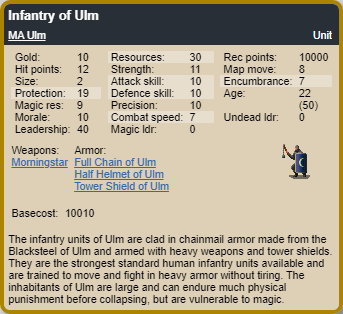 Infantry of Ulm
MA Ulm Unit
Gold: 10 Resources: 30 Rec points: 10000
Hit points: 12 Strength: 11 Map move: 8
Size: 2 Attack skill: 10 Encumbrance: 7
Protection: 19 Defence skill: 10 Age: 22
Magic res: 9 Precision: 10 (50)
Morale: 10 Combat speed: 7 Undead ldr: 0
Leadership: 40 Magic ldr: 0
Weapons: Armor:
Morningstar Full Chain of Ulm
Half Helmet of Ulm
Tower Shield of Ulm
Basecost: 10010
The infantry units of Ulm are clad in chainmail armor made from the
Blacksteel of Ulm and armed with heavy weapons and tower shields.
They are the strongest standard human infantry units available and
are trained to move and fight in heavy armor without tiring. The
inhabitants of Ulm are large and can endure much physical
punishment before collapsing, but are vulnerable to magic.